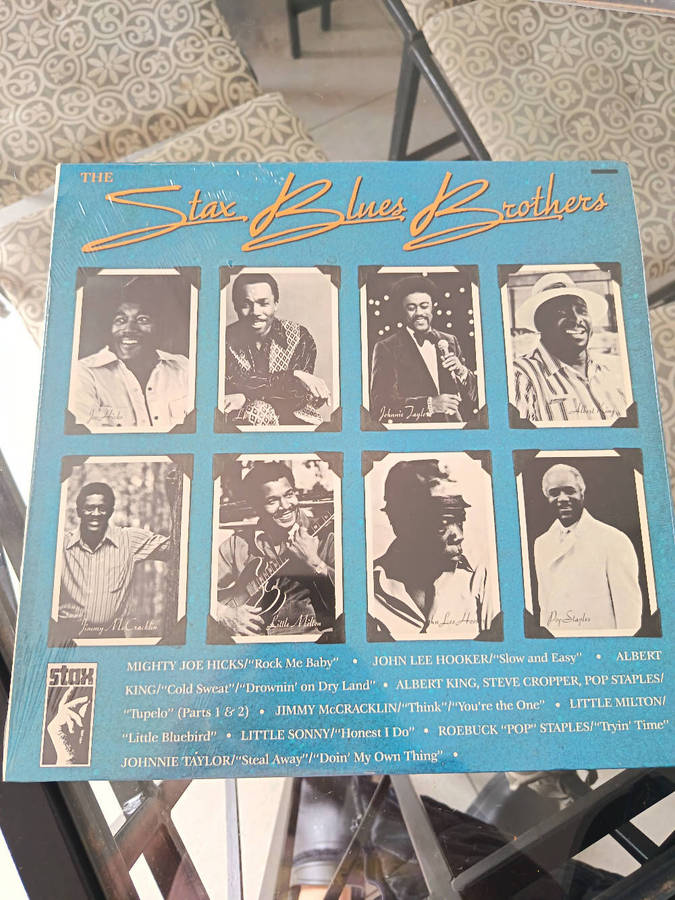 THE
Stax Blues Brothers
Joe Hicks
Johnnie Taylor
Albert King
Jimmy McCracklin
Little Milton
John Lee Hooker
Pop Staples
stax
MIGHTY JOE HICKS/“Rock Me Baby” • JOHN LEE HOOKER/“Slow and Easy” • ALBERT
KING/“Cold Sweat”/“Drownin’ on Dry Land” • ALBERT KING, STEVE CROPPER, POP STAPLES/
“Tupelo” (Parts 1 & 2) • JIMMY McCRACKLIN/“Think”/“You’re the One” • LITTLE MILTON/
“Little Bluebird” • LITTLE SONNY/“Honest I Do” • ROEBUCK “POP” STAPLES/“Tryin’ Time”
JOHNNIE TAYLOR/“Steal Away”/“Doin’ My Own Thing” •